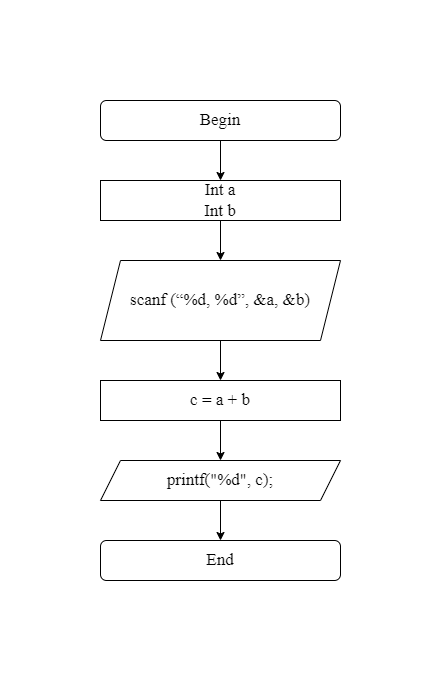 Begin
Int a
Int b
scanf (“%d, %d”, &a, &b)
c = a + b
printf("%d", c);
End